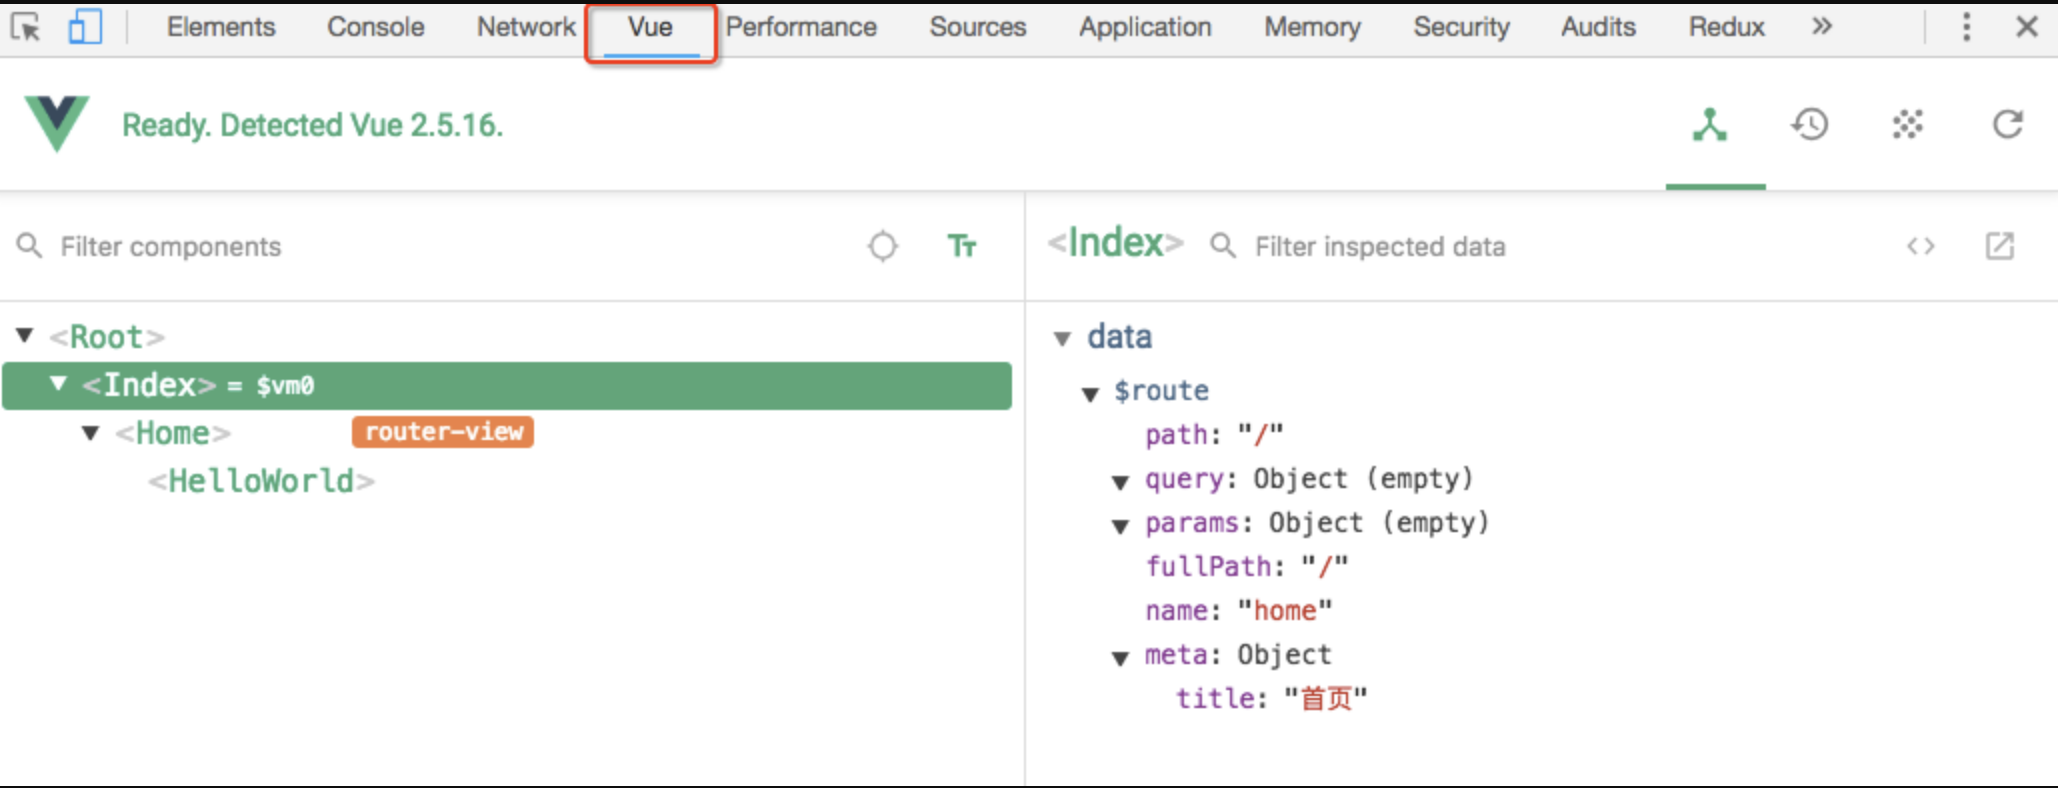 Elements Console Network Vue Performance Sources Application Memory Security Audits Redux »
Ready. Detected Vue 2.5.16.
Filter components Tт <Index> Filter inspected data <>
▼ <Root>
▼ <Index> = $vm0
▼ <Home> router-view
<HelloWorld>
▼ data
▼ $route
path: "/"
▼ query: Object (empty)
▼ params: Object (empty)
fullPath: "/"
name: "home"
▼ meta: Object
title: "首页"